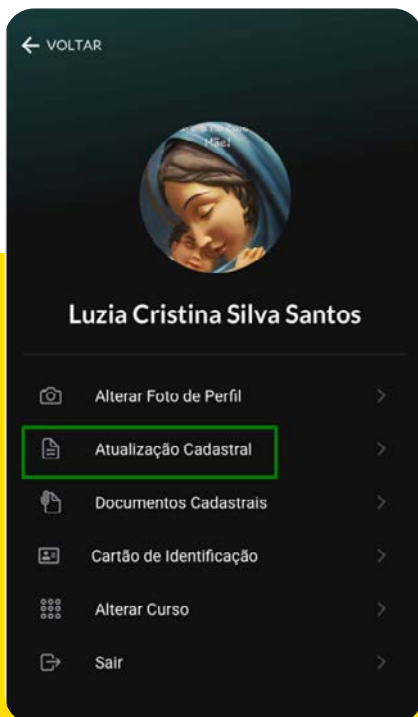 VOLTAR
Mãe!
Luzia Cristina Silva Santos
Alterar Foto de Perfil
Atualização Cadastral
Documentos Cadastrais
Cartão de Identificação
Alterar Curso
Sair